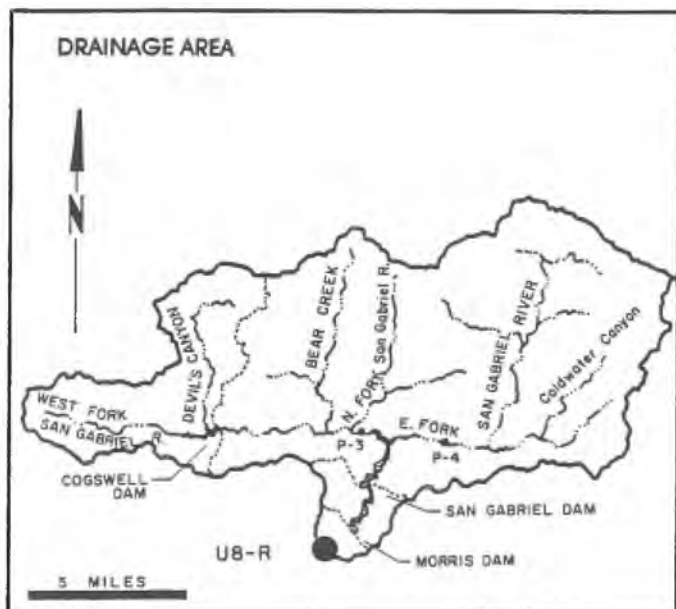 DRAINAGE AREA
N
DEVIL'S CANYON
BEAR CREEK
N. FORK San Gabriel R.
SAN GABRIEL RIVER
Coldwater Canyon
WEST FORK
SAN GABRIEL R.
COGSWELL
DAM
P-3
E. FORK
P-4
SAN GABRIEL DAM
U8-R
MORRIS DAM
5 MILES